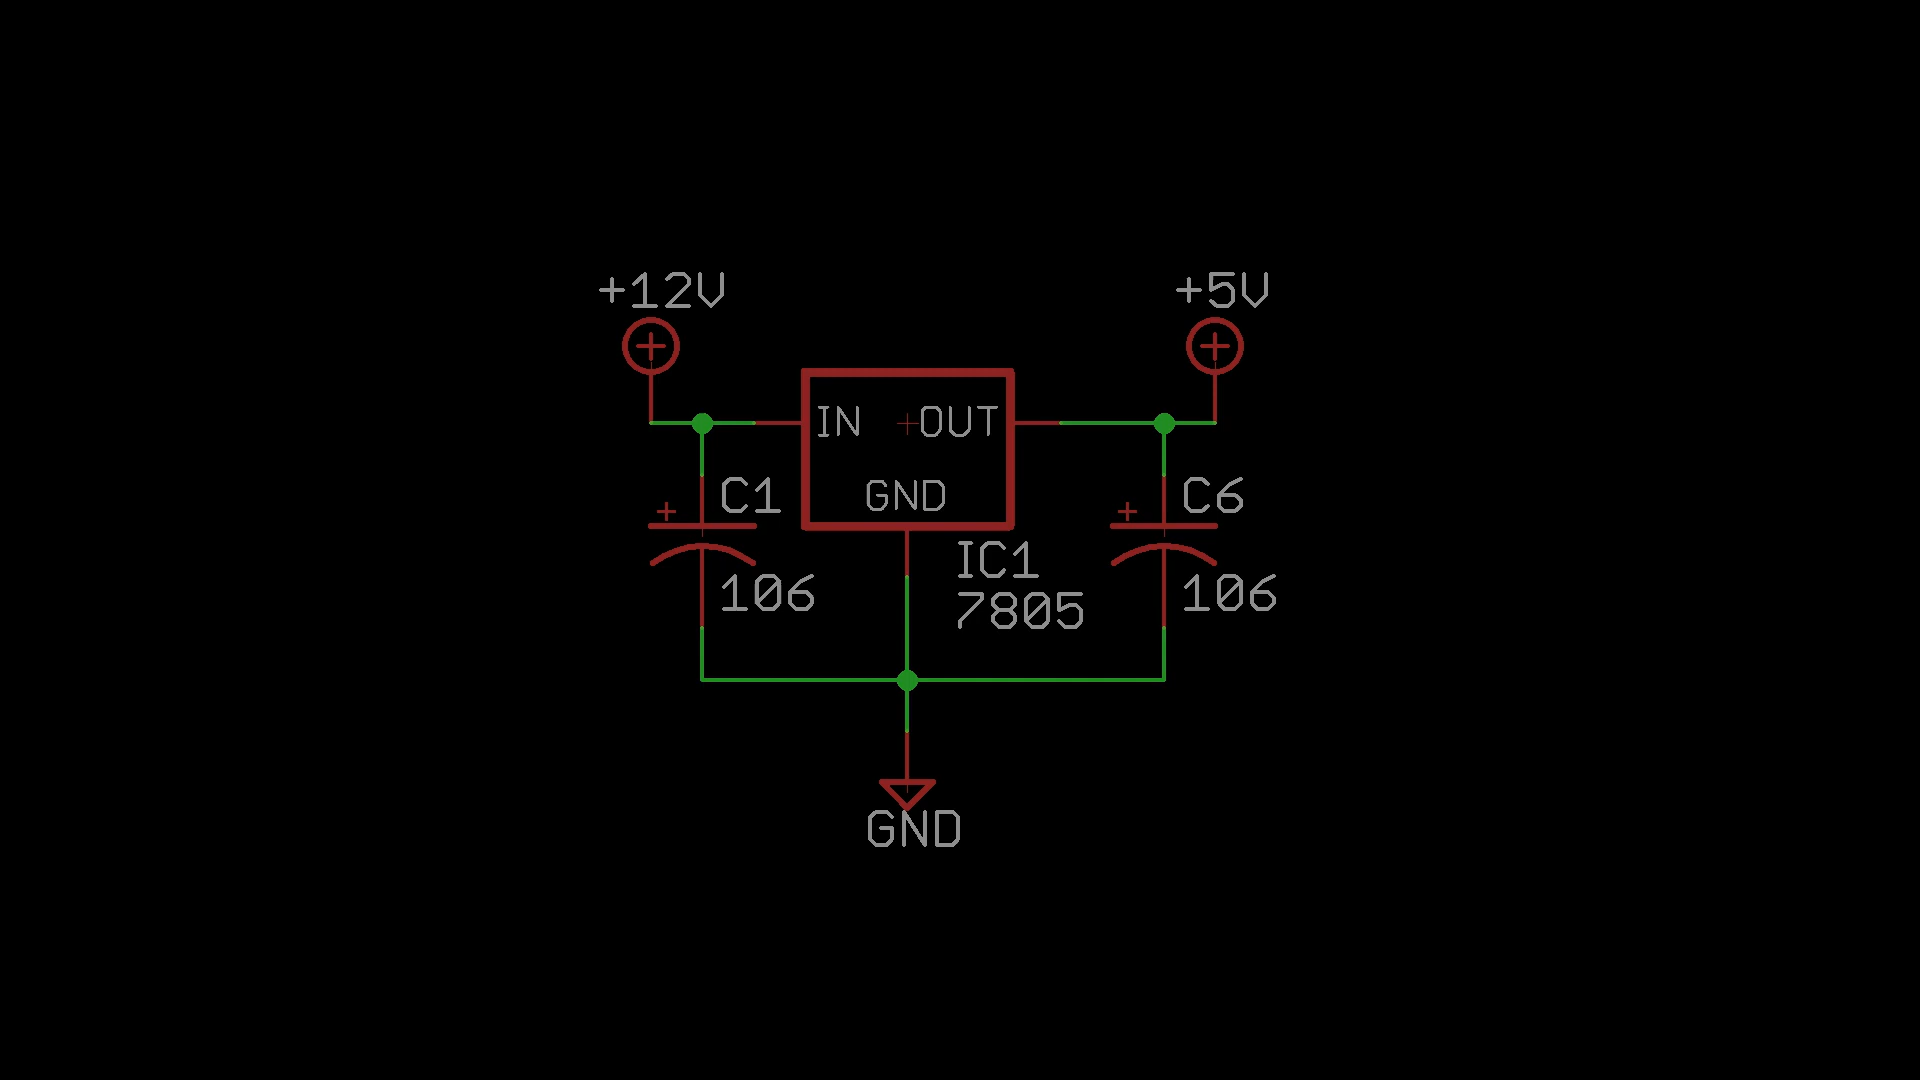 +12V
+5V
IN
OUT
GND
C1
106
IC1
7805
C6
106
GND